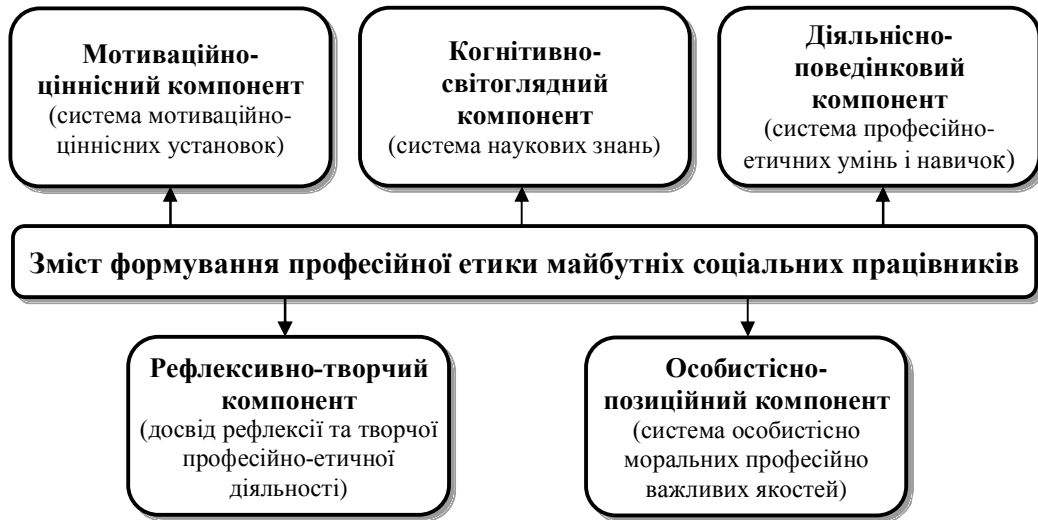 Мотиваційно-
ціннісний компонент
(система мотиваційно-
ціннісних установок)
Когнітивно-
світоглядний
компонент
(система наукових знань)
Діяльнісно-
поведінковий
компонент
(система професійно-
етичних умінь і навичок)
Зміст формування професійної етики майбутніх соціальних працівників
Рефлексивно-творчий
компонент
(досвід рефлексії та творчої
професійно-етичної
діяльності)
Особистісно-
позиційний компонент
(система особистісно
моральних професійно
важливих якостей)